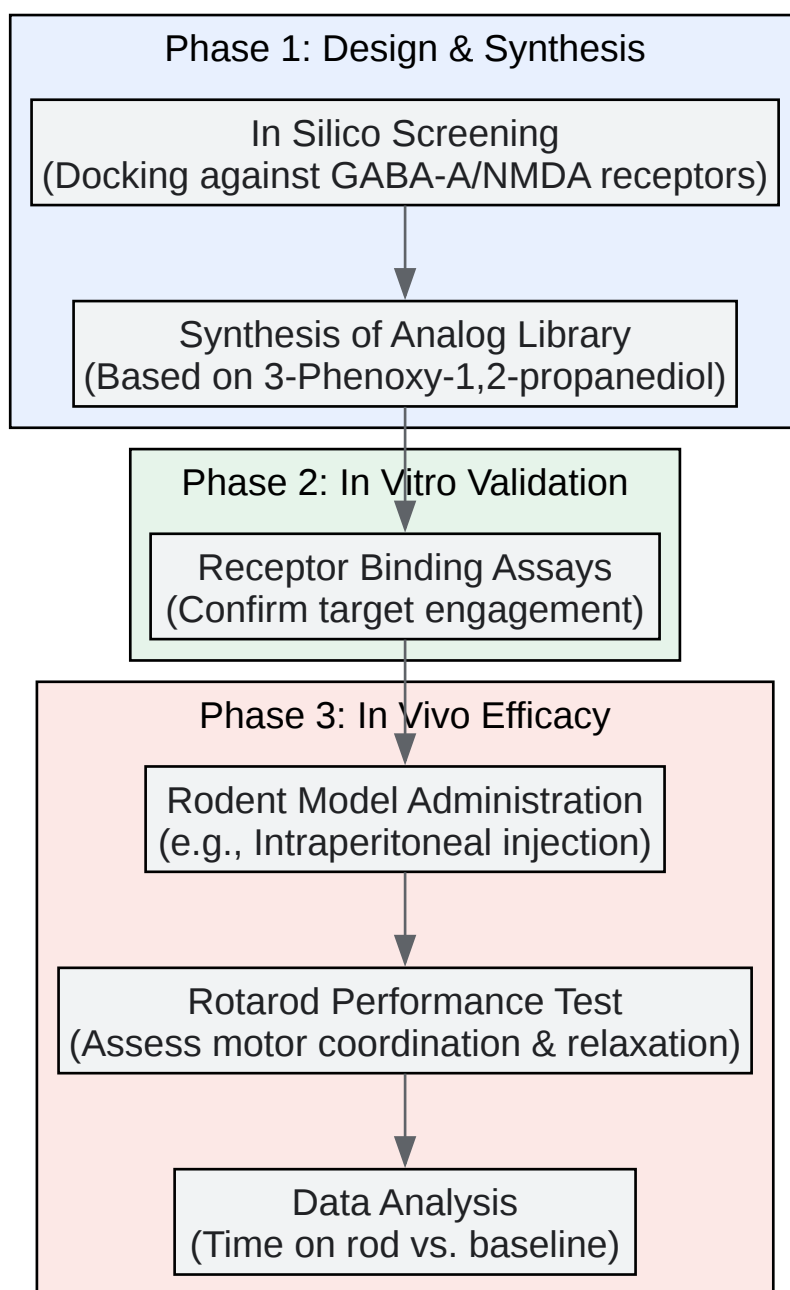 Phase 1: Design & Synthesis
In Silico Screening
(Docking against GABA-A/NMDA receptors)
Synthesis of Analog Library
(Based on 3-Phenoxy-1,2-propanediol)
Phase 2: In Vitro Validation
Receptor Binding Assays
(Confirm target engagement)
Phase 3: In Vivo Efficacy
Rodent Model Administration
(e.g., Intraperitoneal injection)
Rotarod Performance Test
(Assess motor coordination & relaxation)
Data Analysis
(Time on rod vs. baseline)